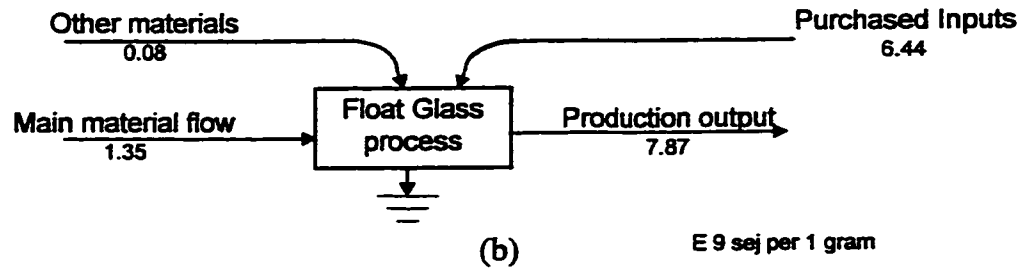 Other materials
0.08
Purchased Inputs
6.44
Main material flow
1.35
Float Glass
process
Production output
7.87
(b)
E 9 sej per 1 gram